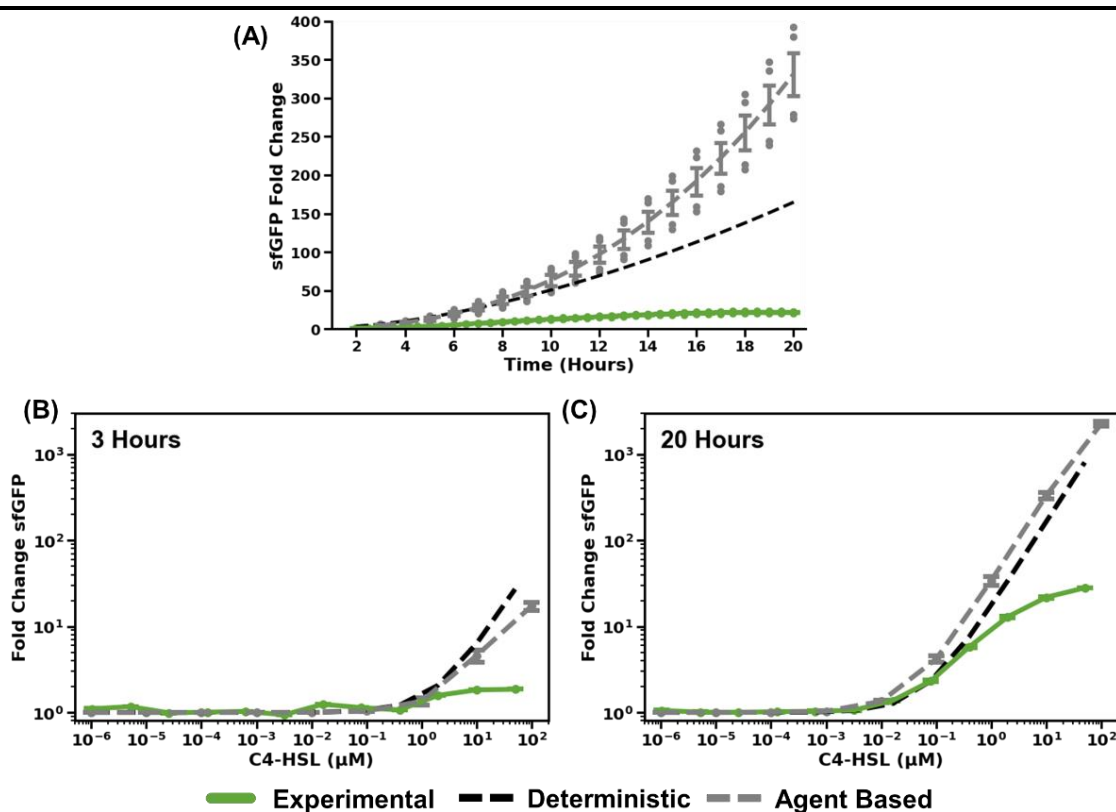 (A)
400
350
300
250
200
150
100
50
0
sfGFP Fold Change
2 4 6 8 10 12 14 16 18 20
Time (Hours)
(B)
3 Hours
10³
10²
10¹
10⁰
Fold Change sfGFP
10⁻⁶ 10⁻⁵ 10⁻⁴ 10⁻³ 10⁻² 10⁻¹ 10⁰ 10¹ 10²
C4-HSL (μM)
(C)
20 Hours
10³
10²
10¹
10⁰
Fold Change sfGFP
10⁻⁶ 10⁻⁵ 10⁻⁴ 10⁻³ 10⁻² 10⁻¹ 10⁰ 10¹ 10²
C4-HSL (μM)
Experimental Deterministic Agent Based